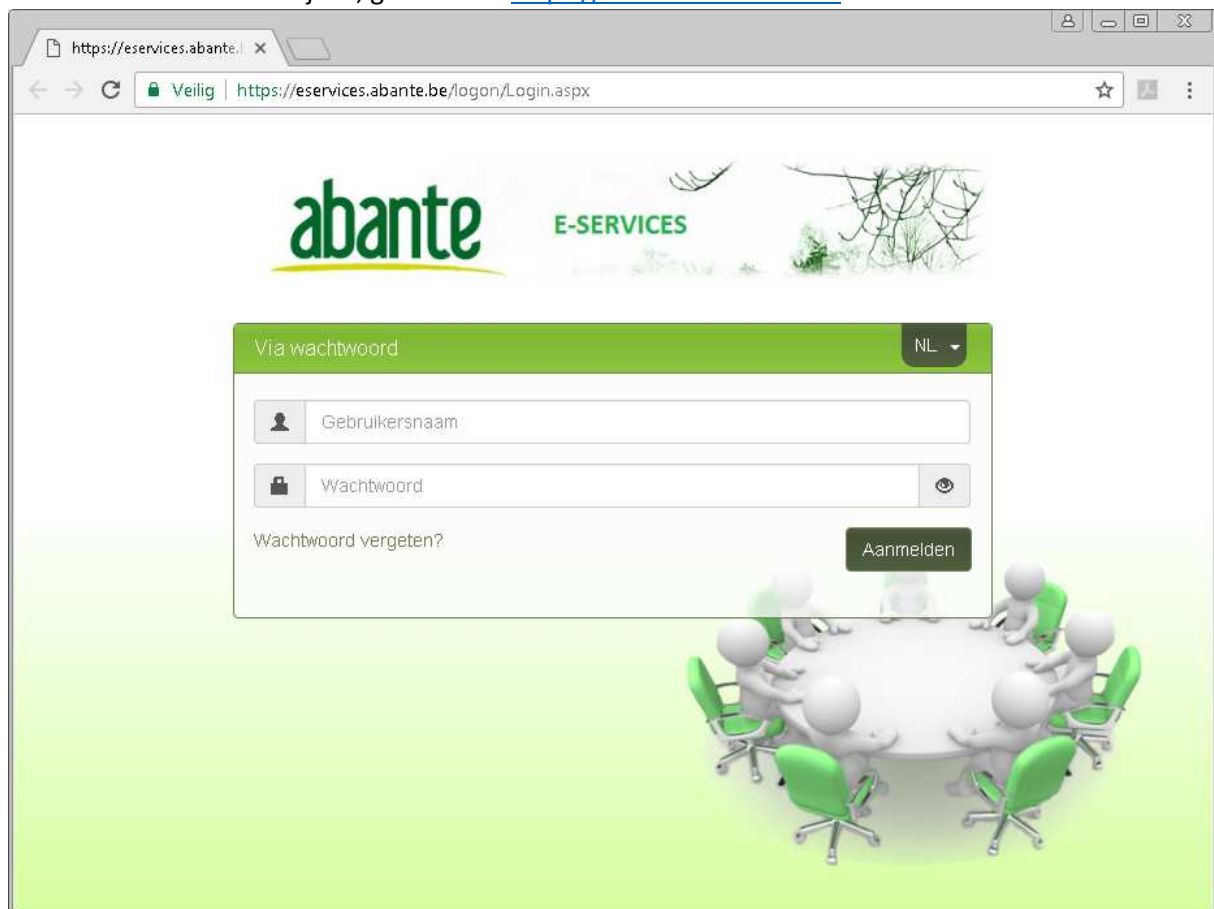 https://eservices.abante.
Veilig | https://eservices.abante.be/logon/Login.aspx
abante
E-SERVICES
Via wachtwoord
NL
Gebruikersnaam
Wachtwoord
Wachtwoord vergeten?
Aanmelden